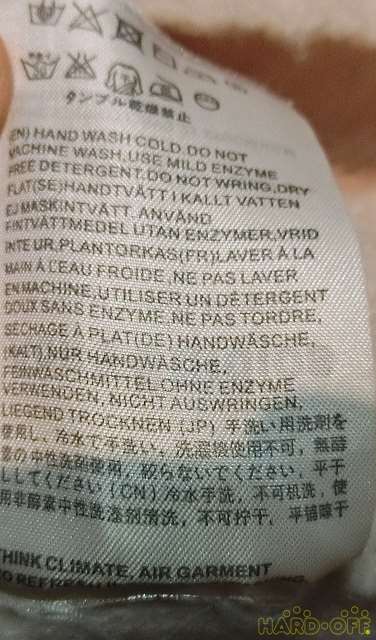 タンブル乾燥禁止
(EN) HAND WASH COLD. DO NOT
MACHINE WASH. USE MILD ENZYME
FREE DETERGENT. DO NOT WRING. DRY
FLAT(SE)HANDTVÄTT I KALLT VATTEN
EJ MASKINTVÄTT. ANVÄND
FINTVÄTTMEDEL UTAN ENZYMER. VRID
INTE UR. PLANTORKAS(FR)LAVER À LA
MAIN À L'EAU FROIDE, NE PAS LAVER
EN MACHINE, UTILISER UN DÉTERGENT
DOUX SANS ENZYME, NE PAS TORDRE,
SÉCHAGE À PLAT(DE) HANDWÄSCHE,
(KALT), NUR HANDWÄSCHE,
FEINWASCHMITTEL OHNE ENZYME
VERWENDEN, NICHT AUSWRINGEN,
LIEGEND TROCKNEN (JP) 手洗い用洗剤を
使用し、冷水で手洗い。洗濯機使用不可，無酵
素の中性洗剤使用，絞らないでください．平干
ししてください (CN) 冷水手洗，不可机洗，使
用非酵素中性洗涤剂清洗，不可拧干，平铺晾干
THINK CLIMATE, AIR GARMENT
HARD-OFF